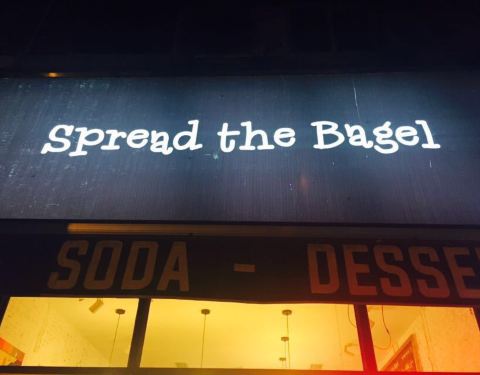 Spread the Bagel
SODA - DESSE